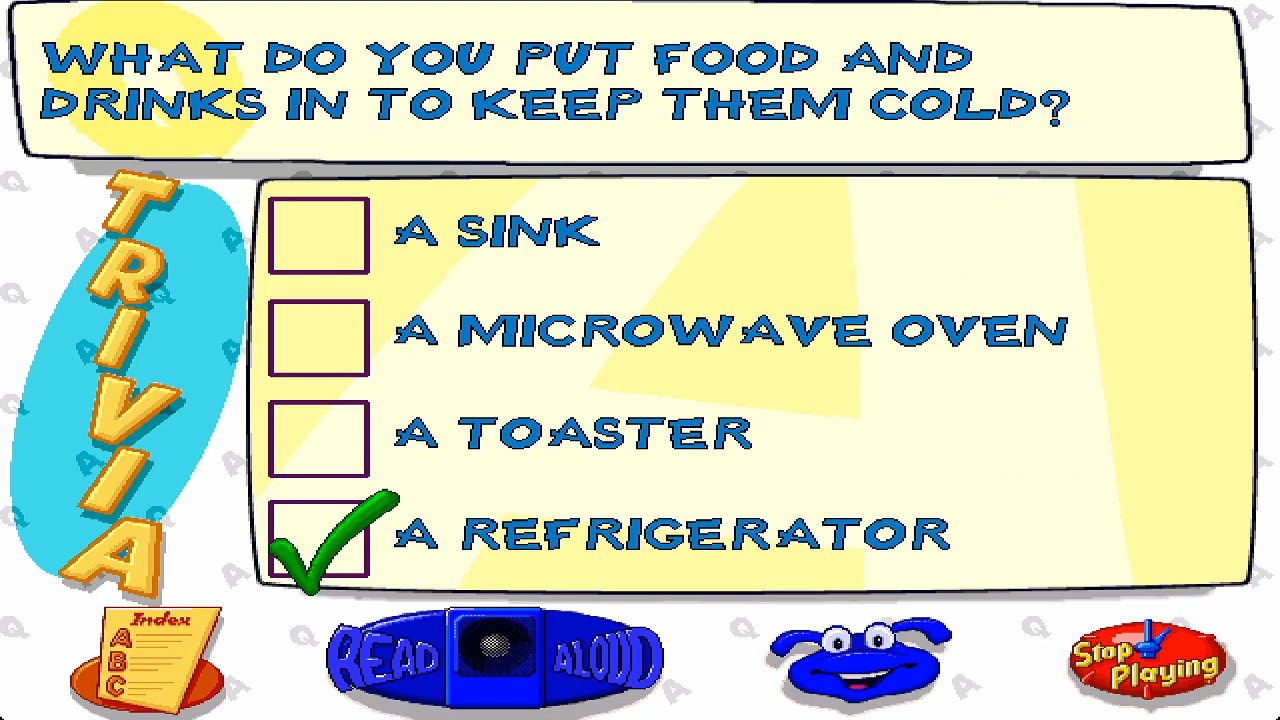 WHAT DO YOU PUT FOOD AND
DRINKS IN TO KEEP THEM COLD?
TRIVIA
A SINK
A MICROWAVE OVEN
A TOASTER
A REFRIGERATOR
Index
A
B
C
READ ALOUD
Stop
Playing